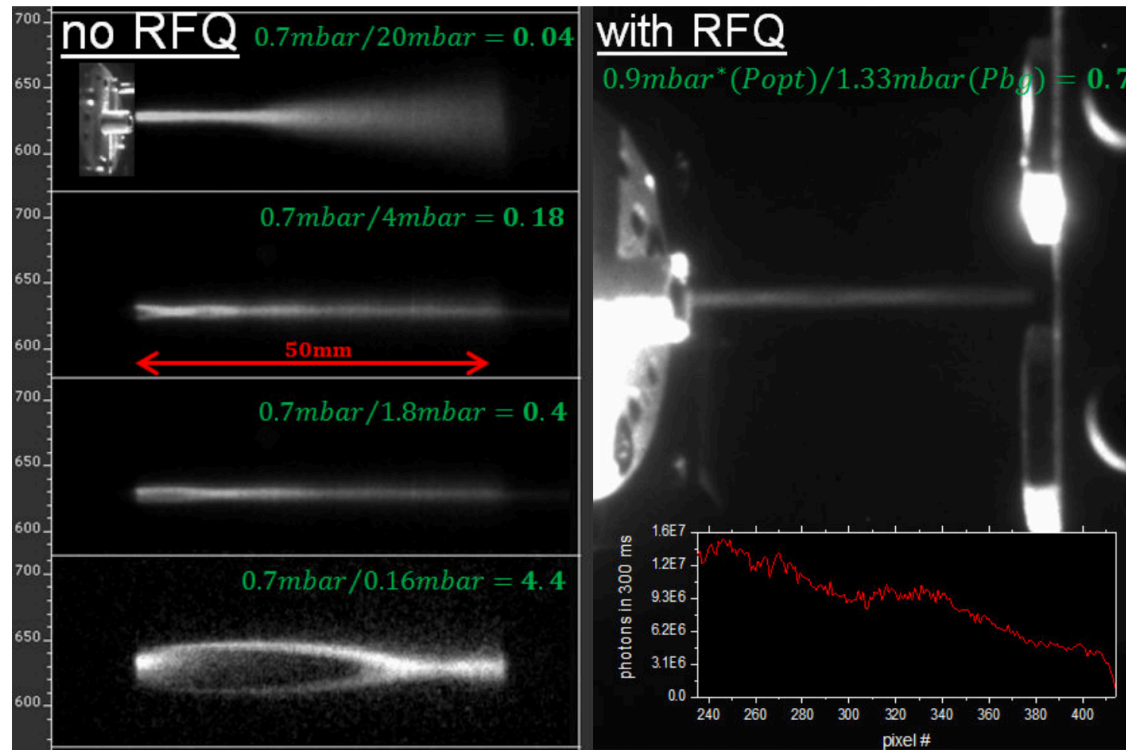 no RFQ
0.7mbar/20mbar = 0.04
700
650
600
0.7mbar/4mbar = 0.18
700
650
600
50mm
0.7mbar/1.8mbar = 0.4
700
650
600
0.7mbar/0.16mbar = 4.4
700
650
600
with RFQ
0.9mbar*(Popt)/1.33mbar(Pbg) = 0.7
photons in 300 ms
1.6E7
1.2E7
9.3E6
6.2E6
3.1E6
0.0
240 260 280 300 320 340 360 380 400
pixel #